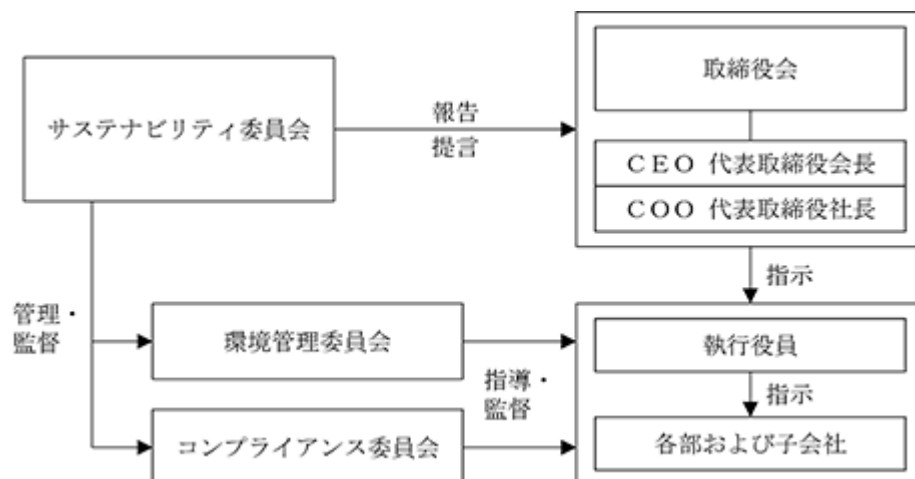 取締役会
サステナビリティ委員会
報告
提言
CEO 代表取締役会長
COO 代表取締役社長
指示
管理・
監督
環境管理委員会
執行役員
指導・
監督
指示
コンプライアンス委員会
各部および子会社